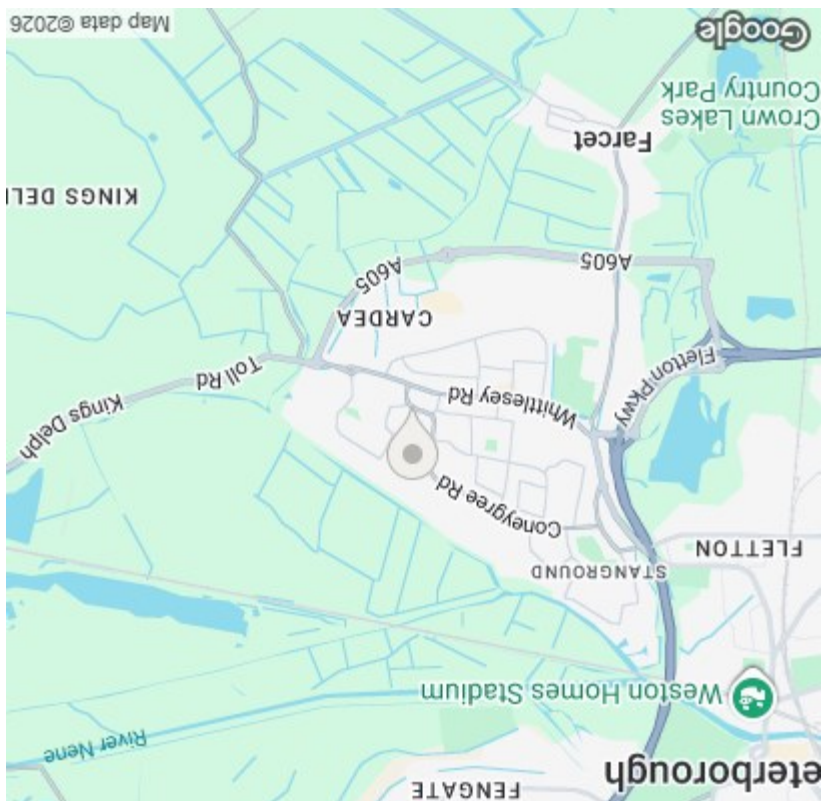 eterborough
FENGATE
Weston Homes Stadium
River Nene
STANGROUND
FLETTON
Coneygree Rd
Whittlesey Rd
Fletton Pkwy
Toll Rd
Kings Delph
CARDEA
A605
A605
KINGS DEL
Farcet
Crown Lakes
Country Park
Google
Map data ©2026